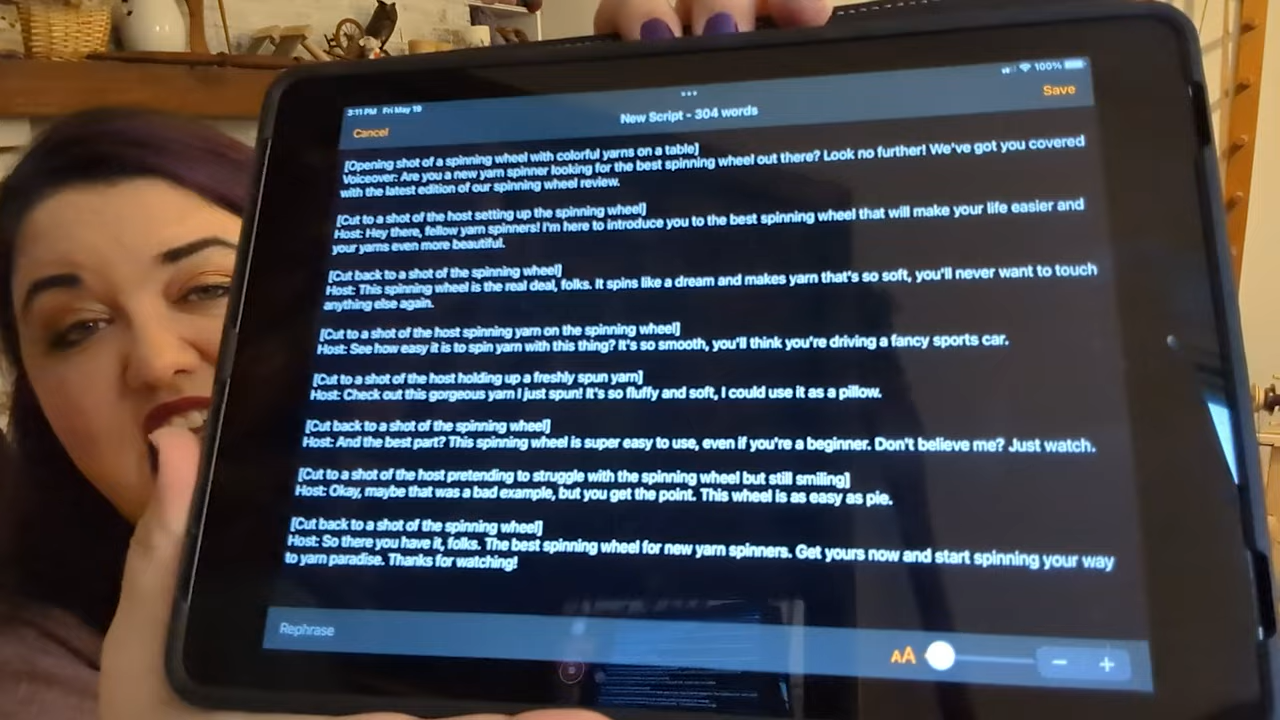 3:11 PM Fri May 19
100%
Cancel
New Script - 304 words
Save
[Opening shot of a spinning wheel with colorful yarns on a table]
Voiceover: Are you a new yarn spinner looking for the best spinning wheel out there? Look no further! We've got you covered
with the latest edition of our spinning wheel review.
[Cut to a shot of the host setting up the spinning wheel]
Host: Hey there, fellow yarn spinners! I'm here to introduce you to the best spinning wheel that will make your life easier and
your yarns even more beautiful.
[Cut back to a shot of the spinning wheel]
Host: This spinning wheel is the real deal, folks. It spins like a dream and makes yarn that's so soft, you'll never want to touch
anything else again.
[Cut to a shot of the host spinning yarn on the spinning wheel]
Host: See how easy it is to spin yarn with this thing? It's so smooth, you'll think you're driving a fancy sports car.
[Cut to a shot of the host holding up a freshly spun yarn]
Host: Check out this gorgeous yarn I just spun! It's so fluffy and soft, I could use it as a pillow.
[Cut back to a shot of the spinning wheel]
Host: And the best part? This spinning wheel is super easy to use, even if you're a beginner. Don't believe me? Just watch.
[Cut to a shot of the host pretending to struggle with the spinning wheel but still smiling]
Host: Okay, maybe that was a bad example, but you get the point. This wheel is as easy as pie.
[Cut back to a shot of the spinning wheel]
Host: So there you have it, folks. The best spinning wheel for new yarn spinners. Get yours now and start spinning your way
to yarn paradise. Thanks for watching!
Rephrase
AA
- +